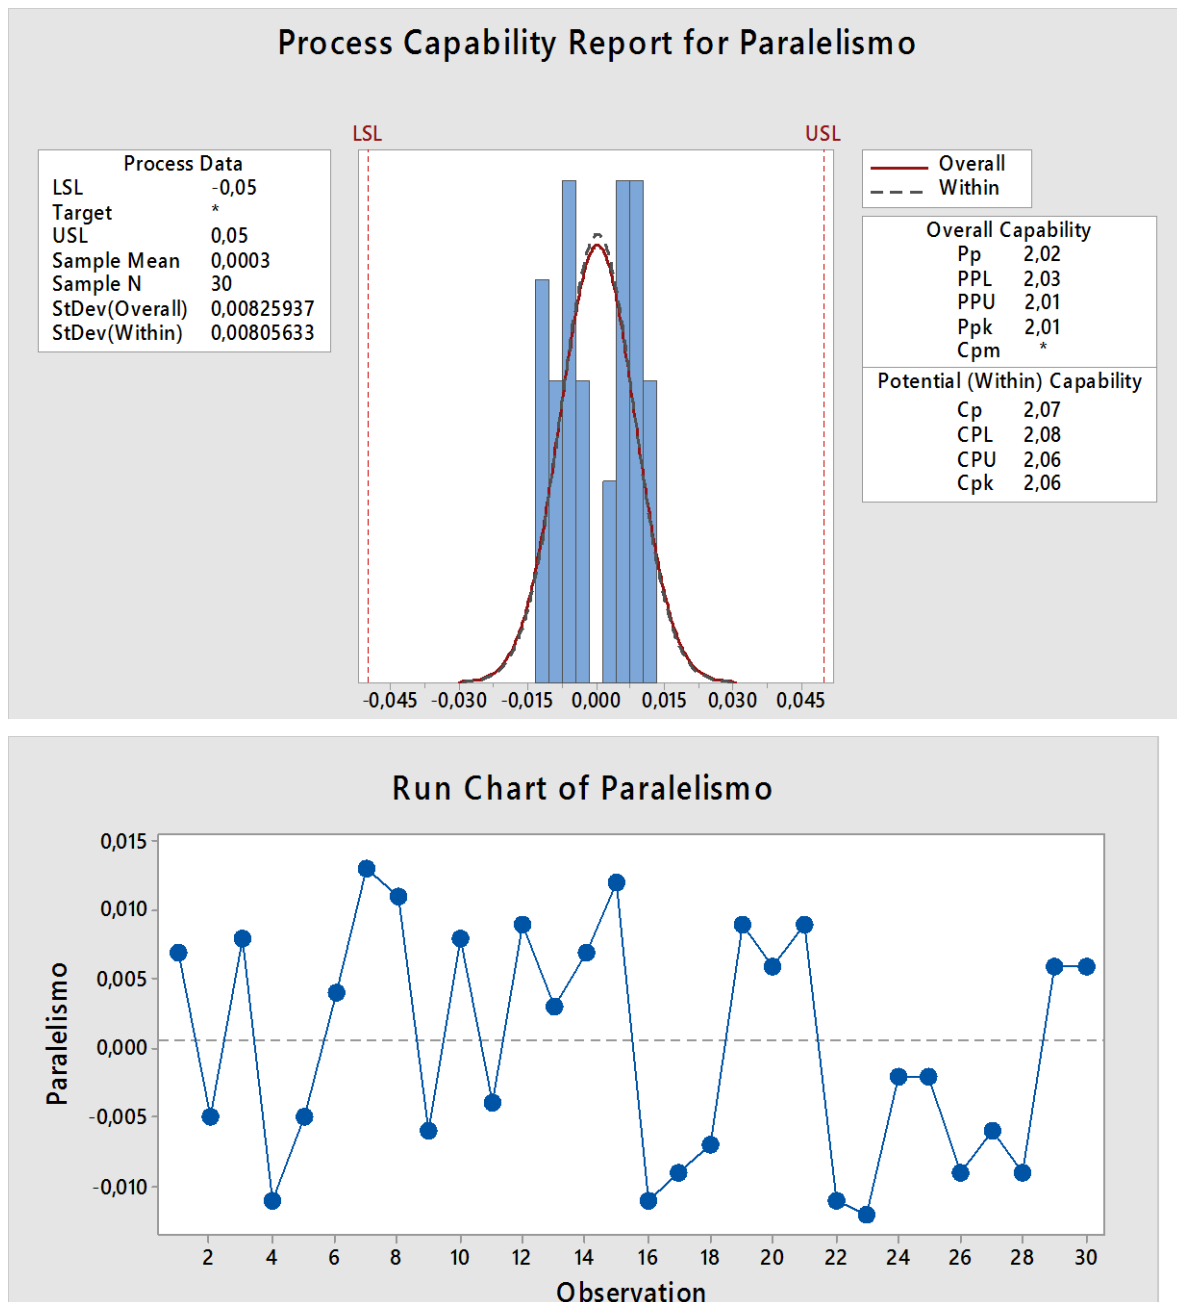 Process Capability Report for Paralelismo
LSL
USL
Process Data
LSL -0,05
Target *
USL 0,05
Sample Mean 0,0003
Sample N 30
StDev(Overall) 0,00825937
StDev(Within) 0,00805633
Overall
Within
Overall Capability
Pp 2,02
PPL 2,03
PPU 2,01
Ppk 2,01
Cpm *
Potential (Within) Capability
Cp 2,07
CPL 2,08
CPU 2,06
Cpk 2,06
-0,045 -0,030 -0,015 0,000 0,015 0,030 0,045
Run Chart of Paralelismo
0,015
0,010
0,005
0,000
-0,005
-0,010
Paralelismo
2 4 6 8 10 12 14 16 18 20 22 24 26 28 30
Observation